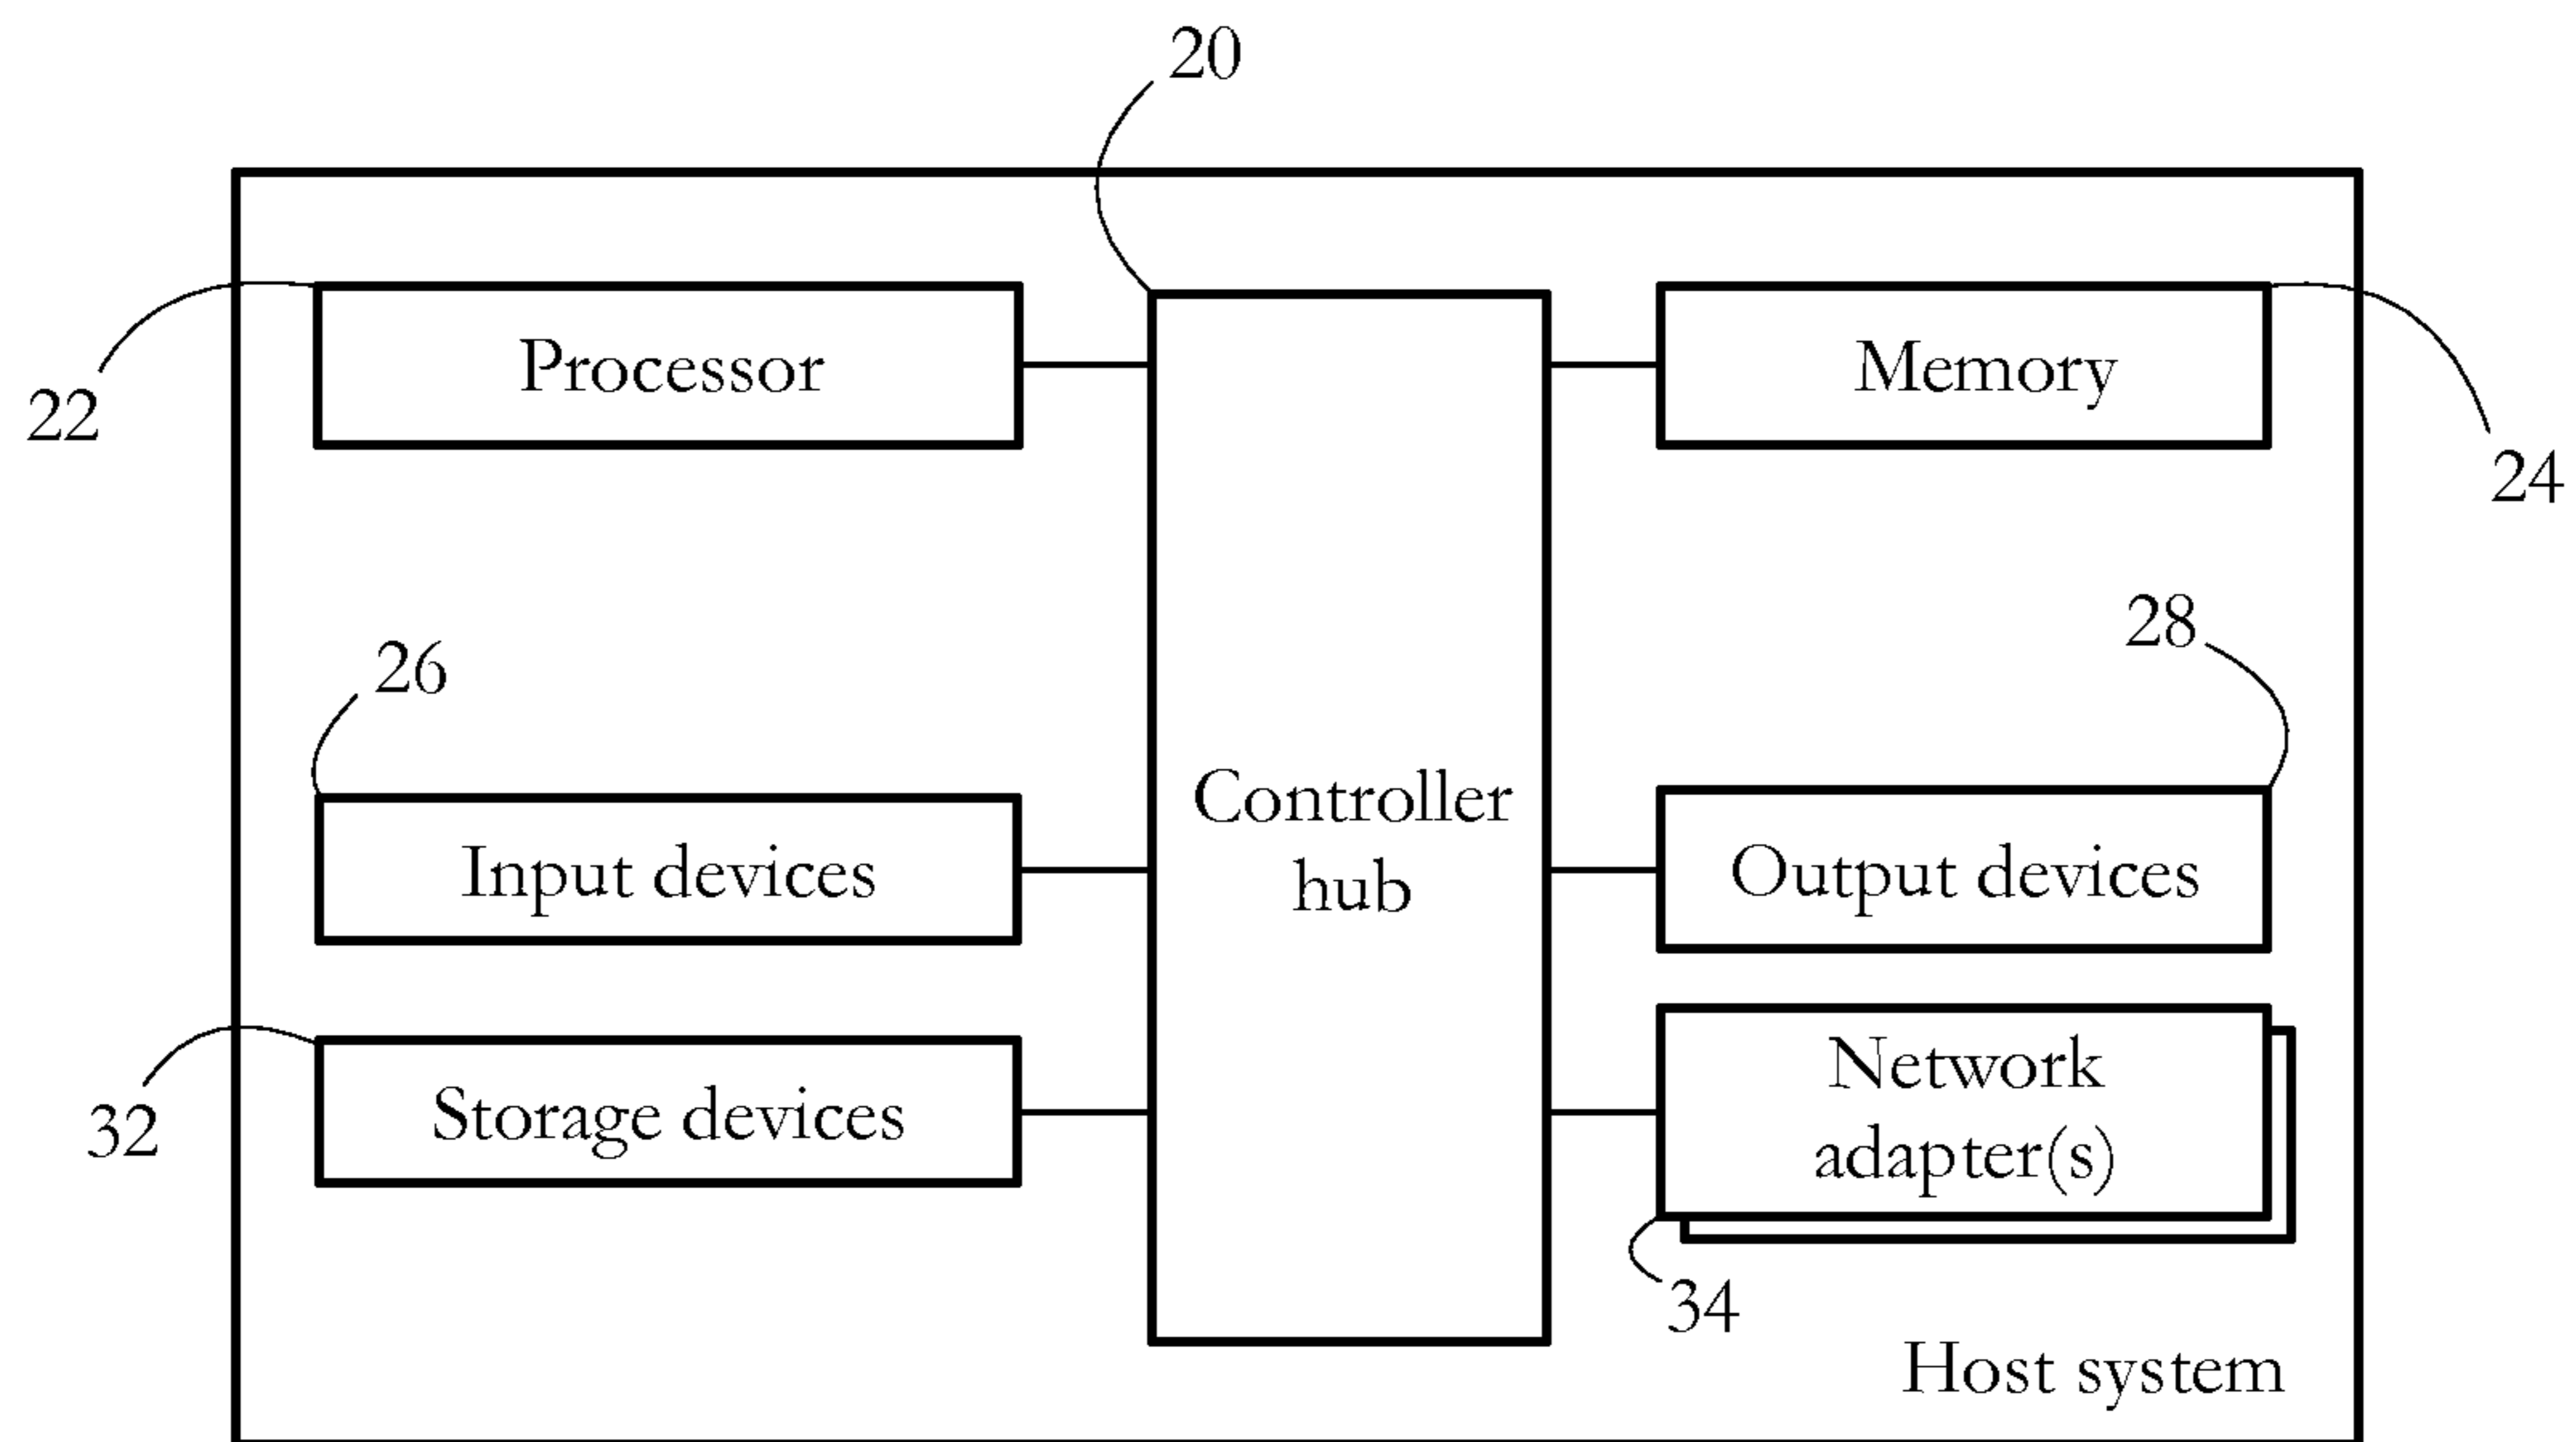 20
Processor
Memory
22
24
28
26
Controller
hub
Input devices
Output devices
Network
adapter(s)
Storage devices
32
34
Host system